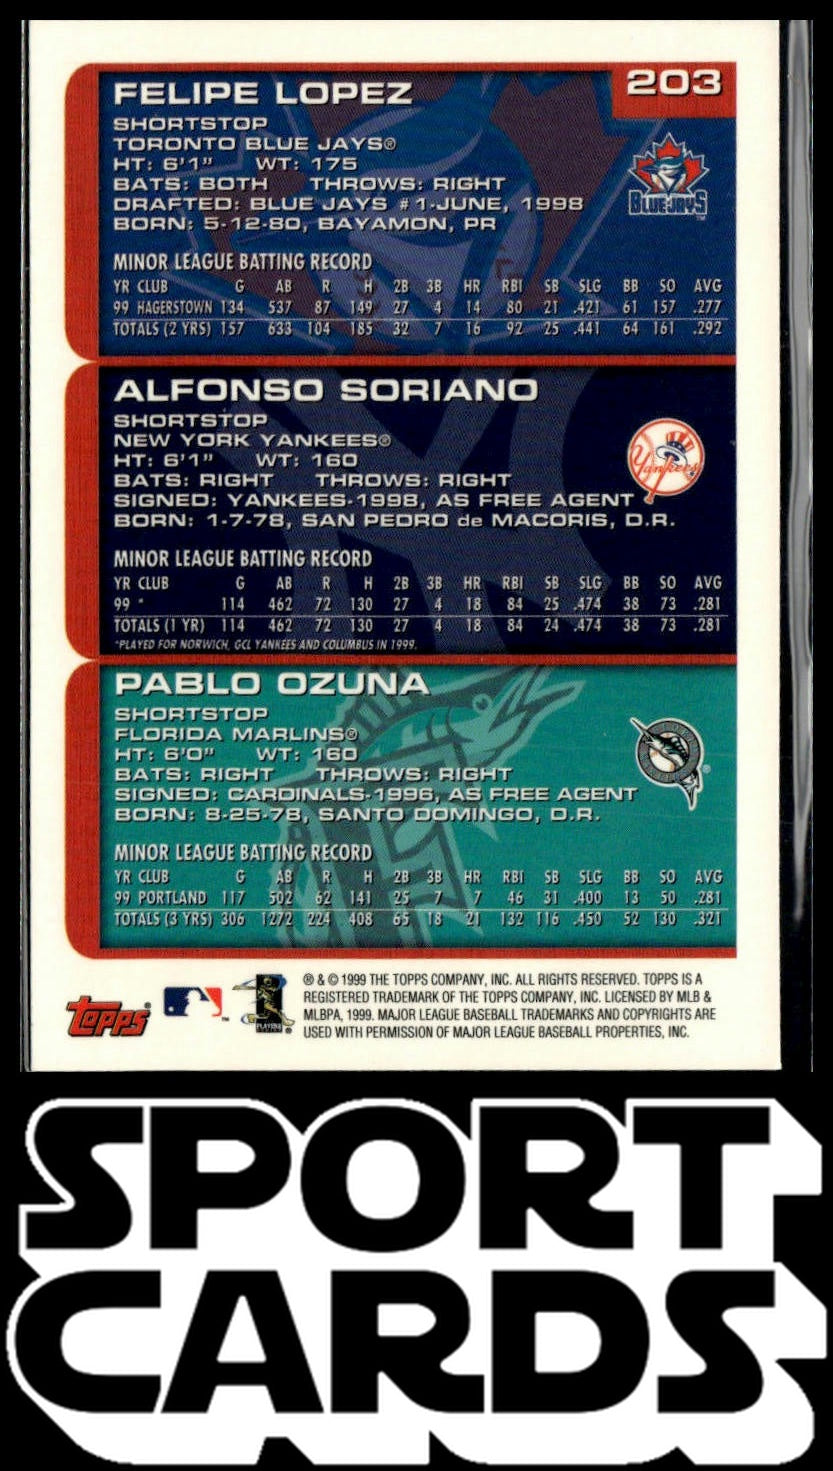 203
FELIPE LOPEZ
SHORTSTOP
TORONTO BLUE JAYS®
HT: 6'1" WT: 175
BATS: BOTH THROWS: RIGHT
DRAFTED: BLUE JAYS #1-JUNE, 1998
BORN: 5-12-80, BAYAMON, PR
BLUE JAYS
TM
MINOR LEAGUE BATTING RECORD
YR CLUB G AB R H 2B 3B HR RBI SB SLG BB SO AVG
99 HAGERSTOWN 134 537 87 149 27 4 14 80 21 .421 61 157 .277
TOTALS (2 YRS) 157 633 104 185 32 7 16 92 25 .441 64 161 .292
ALFONSO SORIANO
SHORTSTOP
NEW YORK YANKEES®
HT: 6'1" WT: 160
BATS: RIGHT THROWS: RIGHT
SIGNED: YANKEES-1998, AS FREE AGENT
BORN: 1-7-78, SAN PEDRO de MACORIS, D.R.
Yankees
MINOR LEAGUE BATTING RECORD
YR CLUB G AB R H 2B 3B HR RBI SB SLG BB SO AVG
99 * 114 462 72 130 27 4 18 84 25 .474 38 73 .281
TOTALS (1 YR) 114 462 72 130 27 4 18 84 24 .474 38 73 .281
*PLAYED FOR NORWICH, GCL YANKEES AND COLUMBUS IN 1999.
PABLO OZUNA
SHORTSTOP
FLORIDA MARLINS®
HT: 6'0" WT: 160
BATS: RIGHT THROWS: RIGHT
SIGNED: CARDINALS-1996, AS FREE AGENT
BORN: 8-25-78, SANTO DOMINGO, D.R.
MINOR LEAGUE BATTING RECORD
YR CLUB G AB R H 2B 3B HR RBI SB SLG BB SO AVG
99 PORTLAND 117 502 62 141 25 7 7 46 31 .400 13 50 .281
TOTALS (3 YRS) 306 1272 224 408 65 18 21 132 116 .450 52 130 .321
Topps®
® & © 1999 THE TOPPS COMPANY, INC. ALL RIGHTS RESERVED. TOPPS IS A
REGISTERED TRADEMARK OF THE TOPPS COMPANY, INC. LICENSED BY MLB &
MLBPA, 1999. MAJOR LEAGUE BASEBALL TRADEMARKS AND COPYRIGHTS ARE
USED WITH PERMISSION OF MAJOR LEAGUE BASEBALL PROPERTIES, INC.
SPORT
CARDS